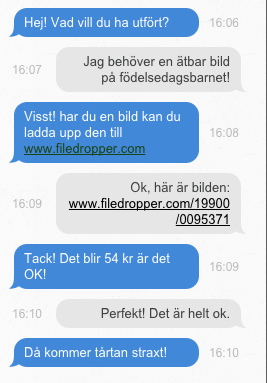 Hej! Vad vill du ha utfört?
16:06
16:07
Jag behöver en ätbar bild
på födelsedagsbarnet!
Visst! har du en bild kan du
ladda upp den till
www.filedropper.com
16:08
16:09
Ok, här är bilden:
www.filedropper.com/19900
/0095371
Tack! Det blir 54 kr är det
OK!
16:09
16:10
Perfekt! Det är helt ok.
Då kommer tårtan straxt!
16:10